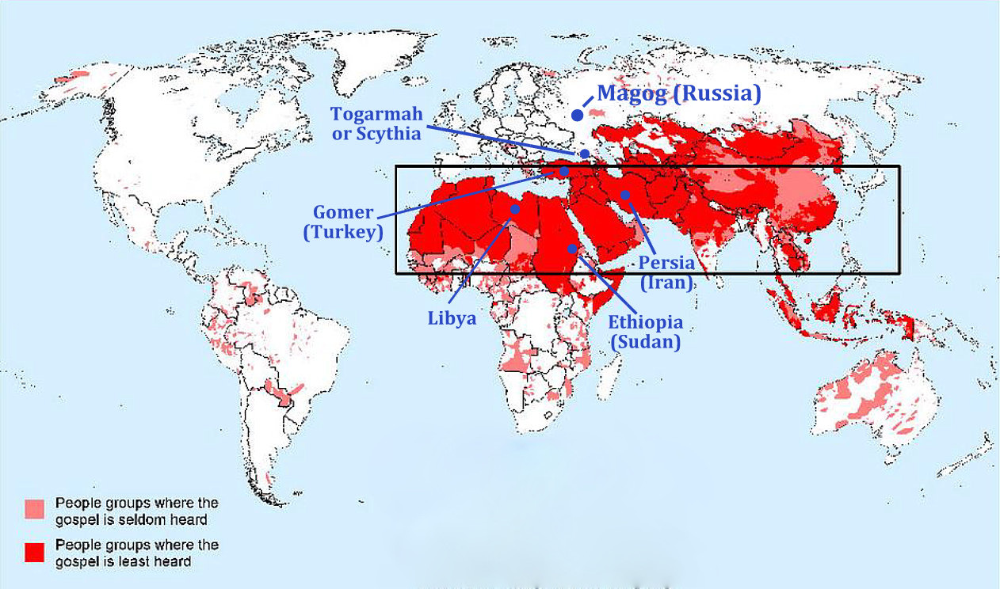 Magog (Russia)
Togarmah
or Scythia
Gomer
(Turkey)
Persia
(Iran)
Libya
Ethiopia
(Sudan)
People groups where the
gospel is seldom heard
People groups where the
gospel is least heard